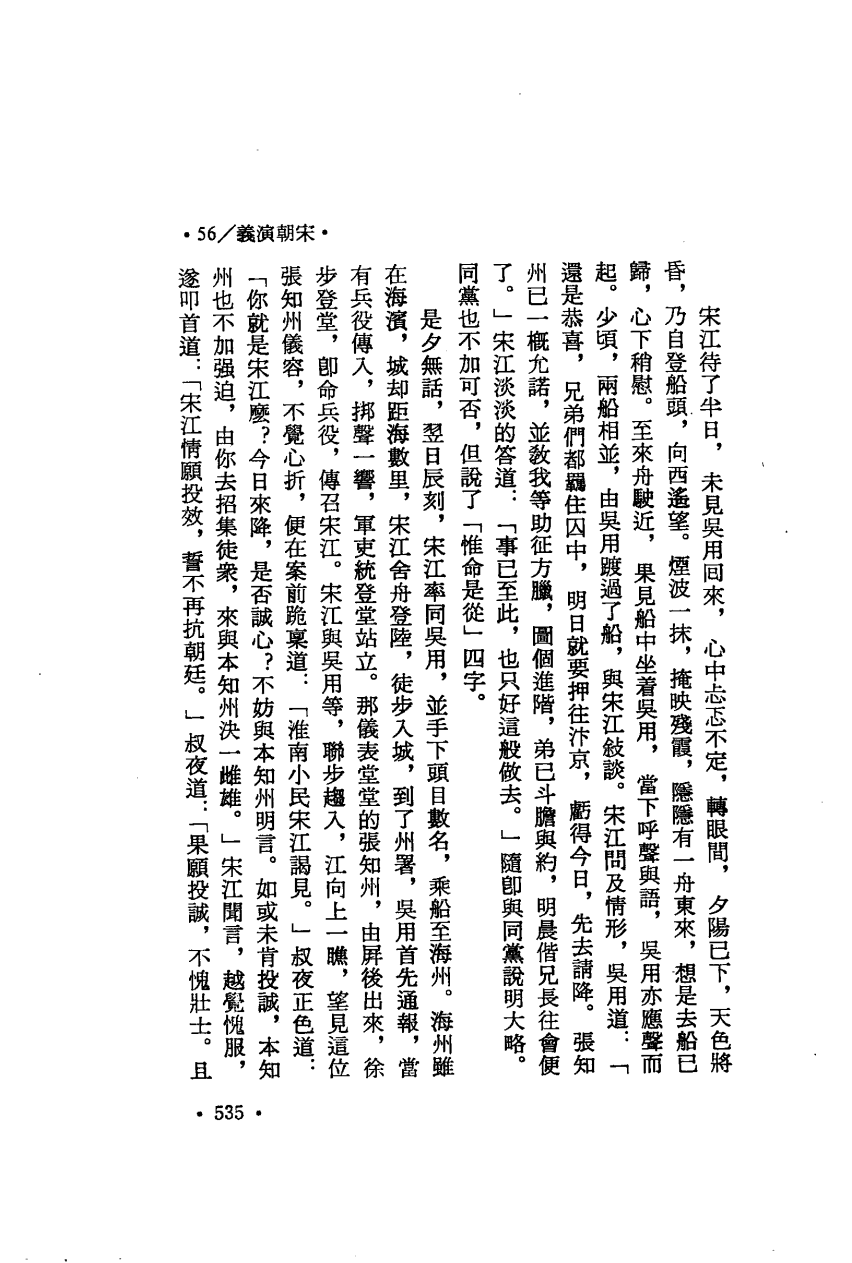 •56/義演朝宋•
宋江待了半日，未見吳用回來，心中忐忑不定，轉眼間，夕陽已下，天色將
昏，乃自登船頭，向西遙望。煙波一抹，掩映殘霞，隱隱有一舟東來，想是去船已
歸，心下稍慰。至來舟駛近，果見船中坐着吳用，當下呼聲與語，吳用亦應聲而
起。少頃，兩船相並，由吳用踱過了船，與宋江敍談。宋江問及情形，吳用道：「
還是恭喜，兄弟們都羈住囚中，明日就要押往汴京，虧得今日，先去請降。張知
州已一概允諾，並敎我等助征方臘，圖個進階，弟已斗膽與約，明晨偕兄長往會便
了。」宋江淡淡的答道：「事已至此，也只好這般做去。」隨卽與同黨說明大略。
同黨也不加可否，但說了「惟命是從」四字。
是夕無話，翌日辰刻，宋江率同吳用，並手下頭目數名，乘船至海州。海州雖
在海濱，城却距海數里，宋江舍舟登陸，徒步入城，到了州署，吳用首先通報，當
有兵役傳入，挷聲一響，軍吏統登堂站立。那儀表堂堂的張知州，由屏後出來，徐
步登堂，卽命兵役，傳召宋江。宋江與吳用等，聯步趨入，江向上一瞧，望見這位
張知州儀容，不覺心折，便在案前跪稟道：「淮南小民宋江謁見。」叔夜正色道：
「你就是宋江麼？今日來降，是否誠心？不妨與本知州明言。如或未肯投誠，本知
州也不加强迫，由你去招集徒衆，來與本知州決一雌雄。」宋江聞言，越覺愧服，
遂叩首道：「宋江情願投效，誓不再抗朝廷。」叔夜道：「果願投誠，不愧壯士。且
•535•